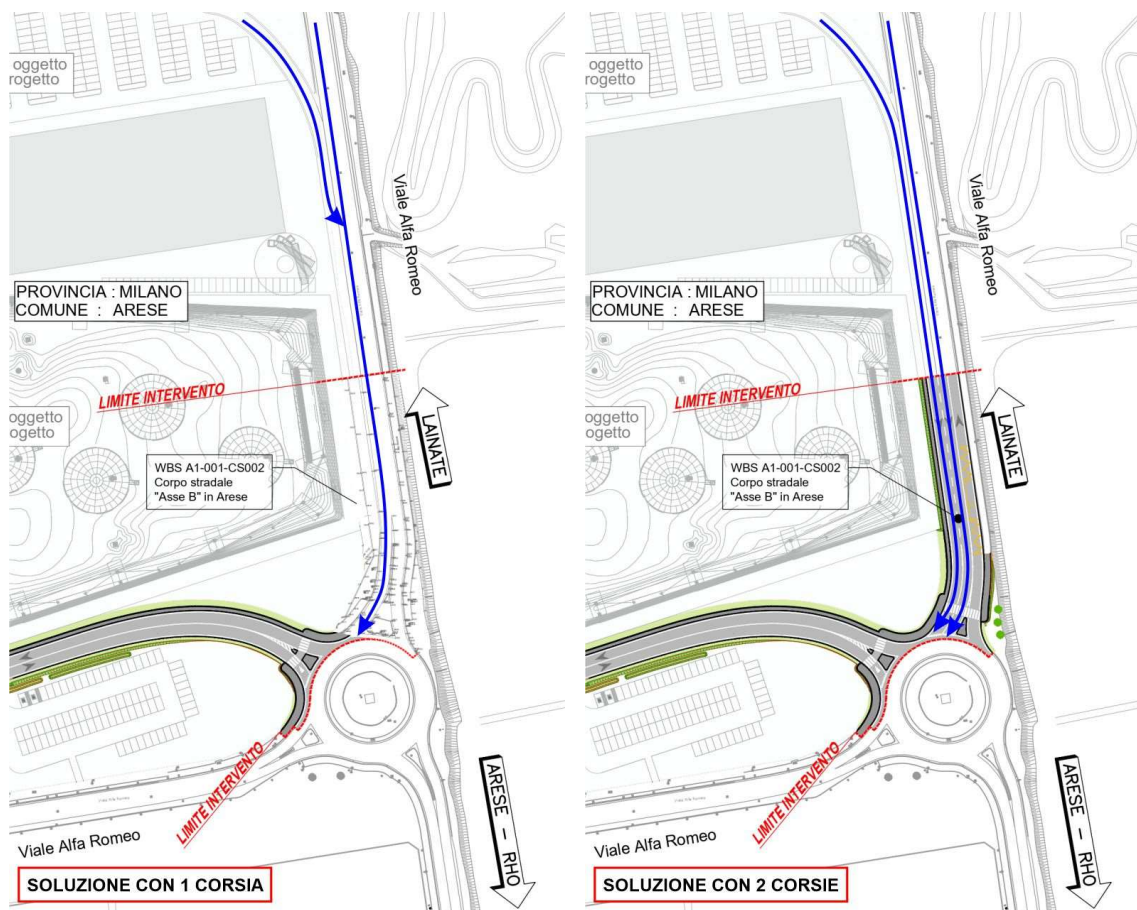 oggetto
rogetto
Viale Alfa Romeo
PROVINCIA : MILANO
COMUNE : ARESE
LIMITE INTERVENTO
LAINATE
oggetto
ogetto
WBS A1-001-CS002
Corpo stradale
"Asse B" in Arese
LIMITE INTERVENTO
Viale Alfa Romeo
ARESE - RHO
SOLUZIONE CON 1 CORSIA
oggetto
rogetto
Viale Alfa Romeo
PROVINCIA : MILANO
COMUNE : ARESE
LIMITE INTERVENTO
LAINATE
oggetto
ogetto
WBS A1-001-CS002
Corpo stradale
"Asse B" in Arese
LIMITE INTERVENTO
Viale Alfa Romeo
ARESE - RHO
SOLUZIONE CON 2 CORSIE